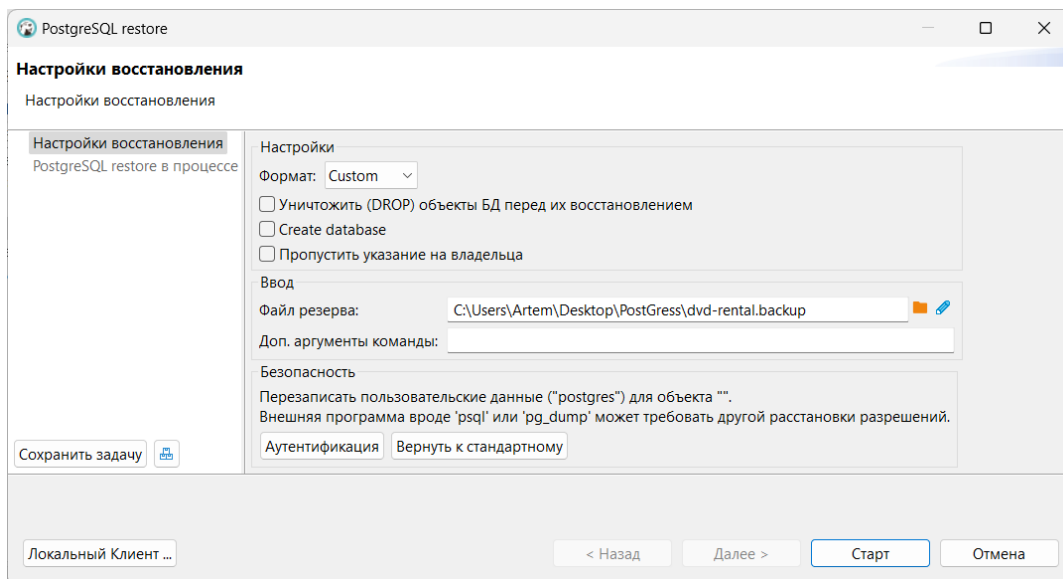 PostgreSQL restore
Настройки восстановления
Настройки восстановления
Настройки восстановления
PostgreSQL restore в процессе
Настройки
Формат: Custom
Уничтожить (DROP) объекты БД перед их восстановлением
Create database
Пропустить указание на владельца
Ввод
Файл резерва: C:\Users\Artem\Desktop\PostGress\dvd-rental.backup
Доп. аргументы команды:
Безопасность
Перезаписать пользовательские данные ("postgres") для объекта "".
Внешняя программа вроде 'psql' или 'pg_dump' может требовать другой расстановки разрешений.
Аутентификация Вернуть к стандартному
Сохранить задачу
Локальный Клиент ... < Назад Далее > Старт Отмена